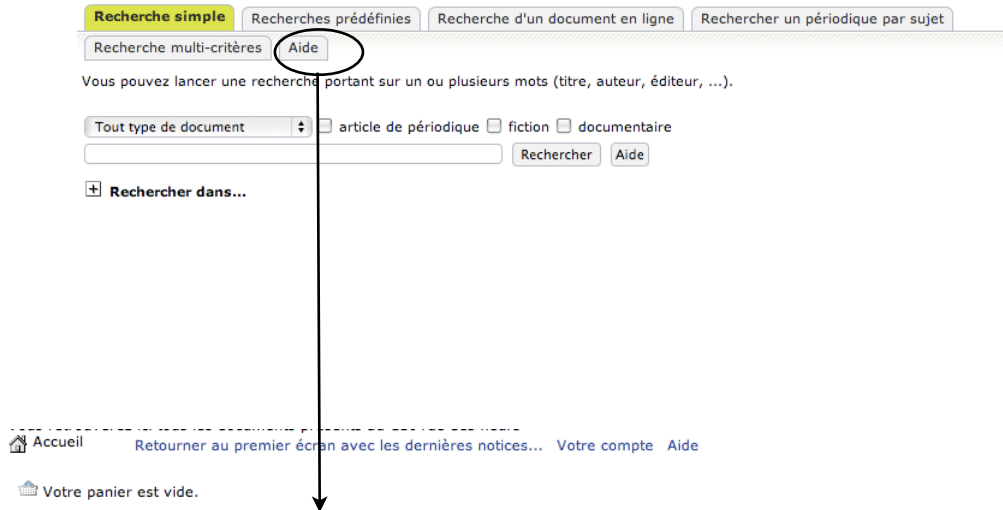 Recherche simple Recherches prédéfinies Recherche d'un document en ligne Rechercher un périodique par sujet
Recherche multi-critères Aide
Vous pouvez lancer une recherche portant sur un ou plusieurs mots (titre, auteur, éditeur, ...).
Tout type de document article de périodique fiction documentaire
Rechercher Aide
Rechercher dans...
Accueil Retourner au premier écran avec les dernières notices... Votre compte Aide
Votre panier est vide.